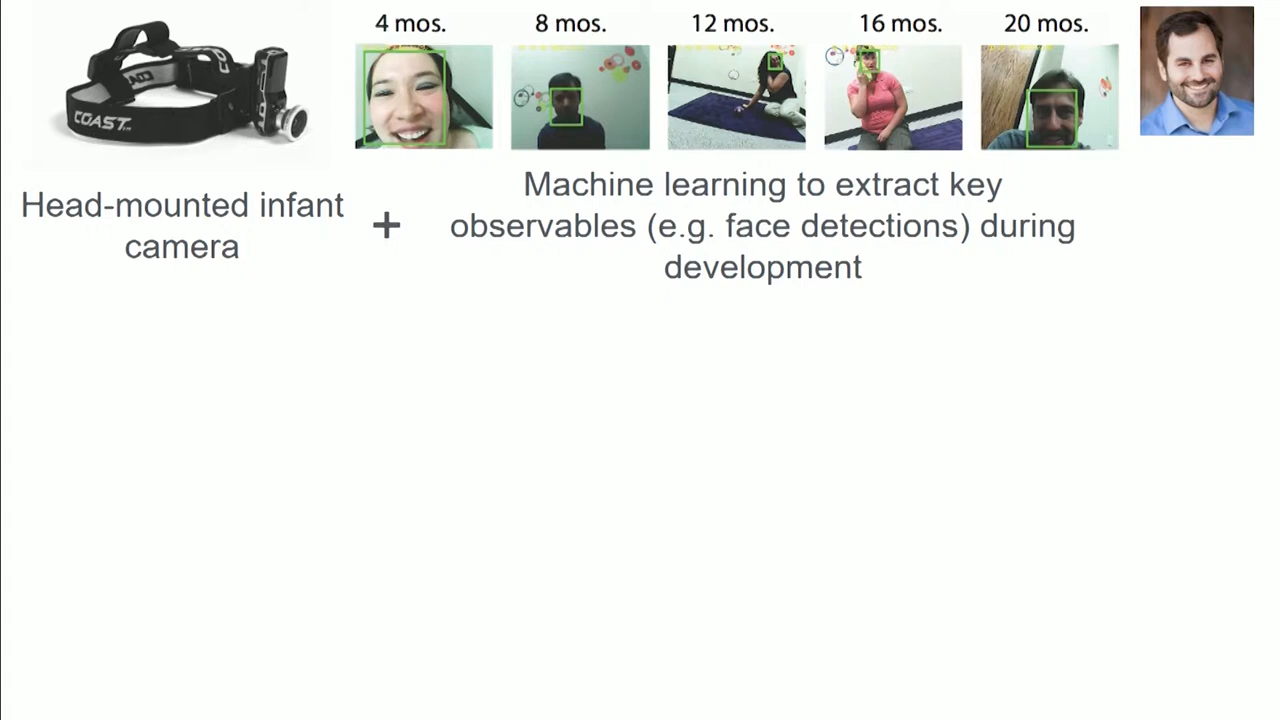 4 mos.
8 mos.
12 mos.
16 mos.
20 mos.
COAST
Head-mounted infant
camera
+
Machine learning to extract key
observables (e.g. face detections) during
development